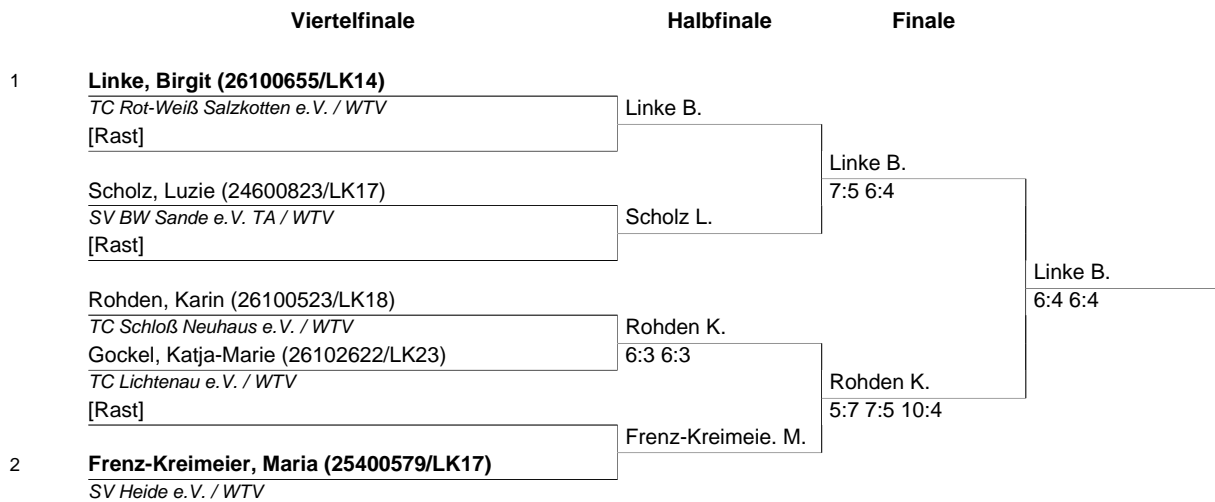 Viertelfinale Halbfinale Finale
1 Linke, Birgit (26100655/LK14)
TC Rot-Weiß Salzkotten e.V. / WTV Linke B.
[Rast]
Linke B.
Scholz, Luzie (24600823/LK17) 7:5 6:4
SV BW Sande e.V. TA / WTV Scholz L.
[Rast]
Linke B.
Rohden, Karin (26100523/LK18) 6:4 6:4
TC Schloß Neuhaus e.V. / WTV Rohden K.
Gockel, Katja-Marie (26102622/LK23) 6:3 6:3
TC Lichtenau e.V. / WTV Rohden K.
[Rast] 5:7 7:5 10:4
Frenz-Kreimeie. M.
2 Frenz-Kreimeier, Maria (25400579/LK17)
SV Heide e.V. / WTV